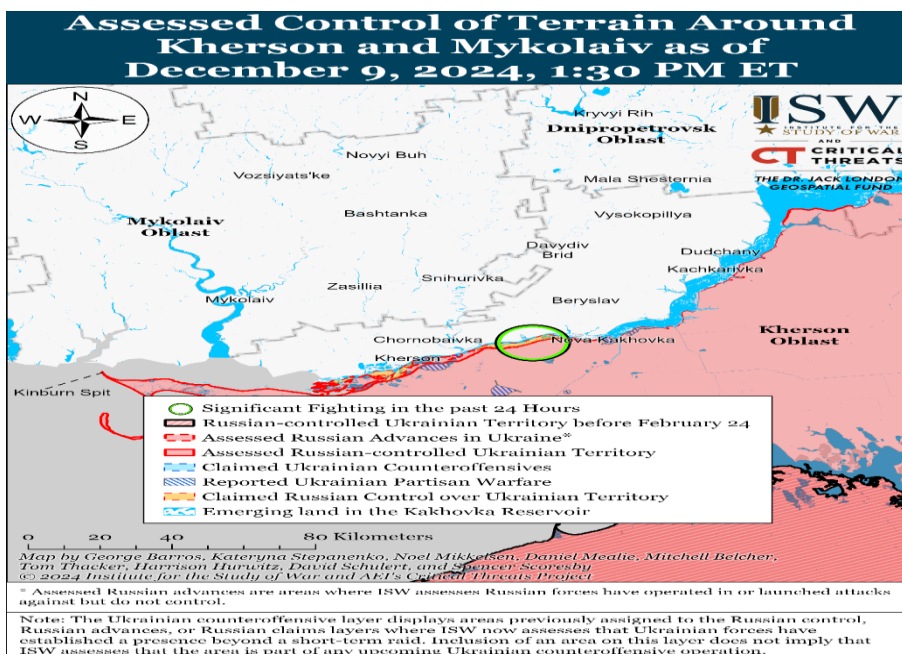 Assessed Control of Terrain Around
Kherson and Mykolaiv as of
December 9, 2024, 1:30 PM ET
N
W
E
S
ISW
INSTITUTE FOR THE
STUDY OF WAR
AND
CT CRITICAL
THREATS
THE DR. JACK LONDON
GEOSPATIAL FUND
Kryvyi Rih
Dnipropetrovsk
Oblast
Novyi Buh
Vozsiyats'ke
Mala Shesternia
Bashtanka
Vysokopillya
Mykolaiv
Oblast
Davydiv
Brid
Dudchany
Snihurivka
Kachkarivka
Zasillia
Mykolaiv
Beryslav
Chornobaivka
Nova Kakhovka
Kherson
Oblast
Kherson
Kinburn Spit
Significant Fighting in the past 24 Hours
Russian-controlled Ukrainian Territory before February 24
Assessed Russian Advances in Ukraine*
Assessed Russian-controlled Ukrainian Territory
Claimed Ukrainian Counteroffensives
Reported Ukrainian Partisan Warfare
Claimed Russian Control over Ukrainian Territory
Emerging land in the Kakhovka Reservoir
0 20 40 80 Kilometers
Map by George Barros, Kateryna Stepanenko, Noel Mikkelsen, Daniel Mealie, Mitchell Belcher,
Tom Thacker, Harrison Hurwitz, David Schulert, and Spencer Scoresby
© 2024 Institute for the Study of War and AEI's Critical Threats Project
* Assessed Russian advances are areas where ISW assesses Russian forces have operated in or launched attacks
against but do not control.
Note: The Ukrainian counteroffensive layer displays areas previously assigned to the Russian control,
Russian advances, or Russian claims layers where ISW now assesses that Ukrainian forces have
established a presence beyond a short-term raid. Inclusion of an area on this layer does not imply that
ISW assesses that the area is part of any upcoming Ukrainian counteroffensive operation.